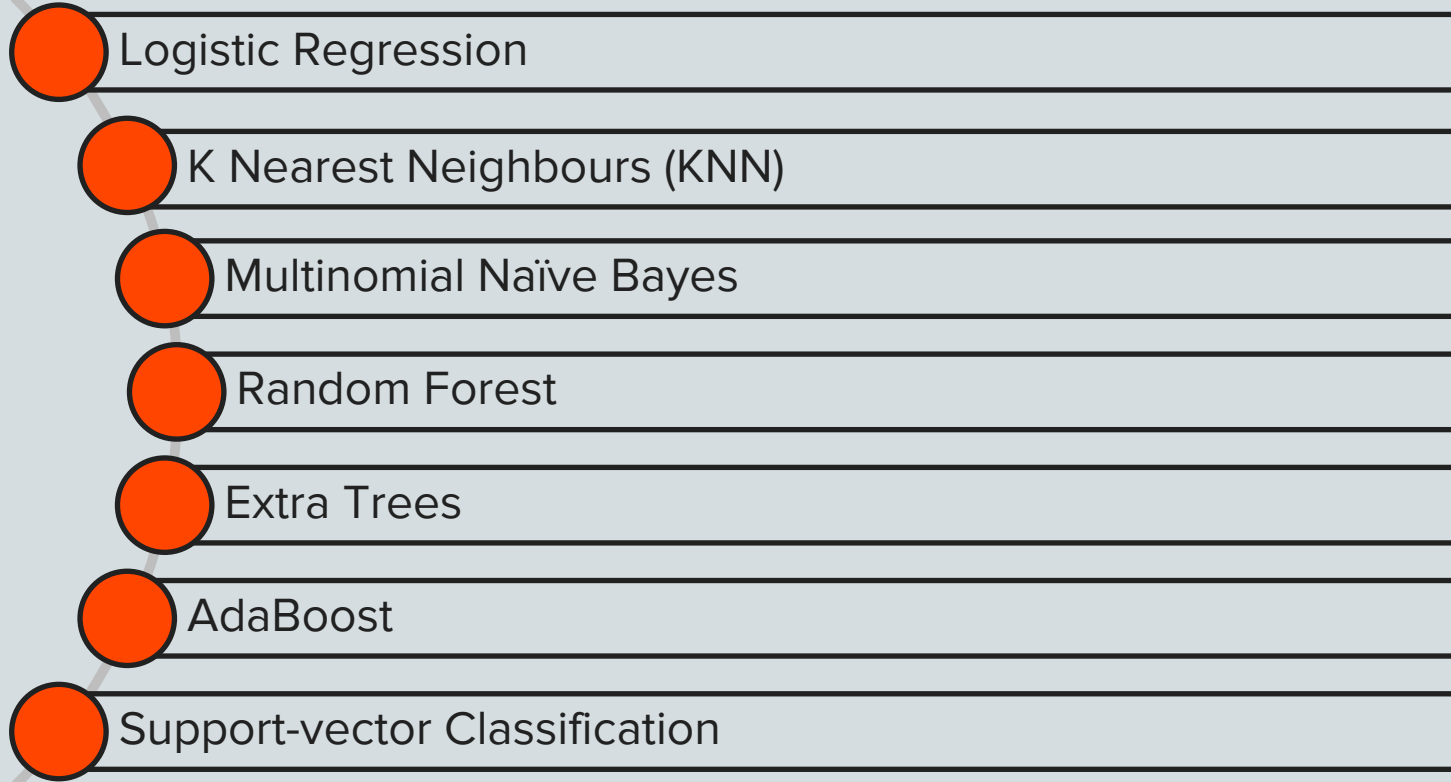 Logistic Regression
K Nearest Neighbours (KNN)
Multinomial Naïve Bayes
Random Forest
Extra Trees
AdaBoost
Support-vector Classification